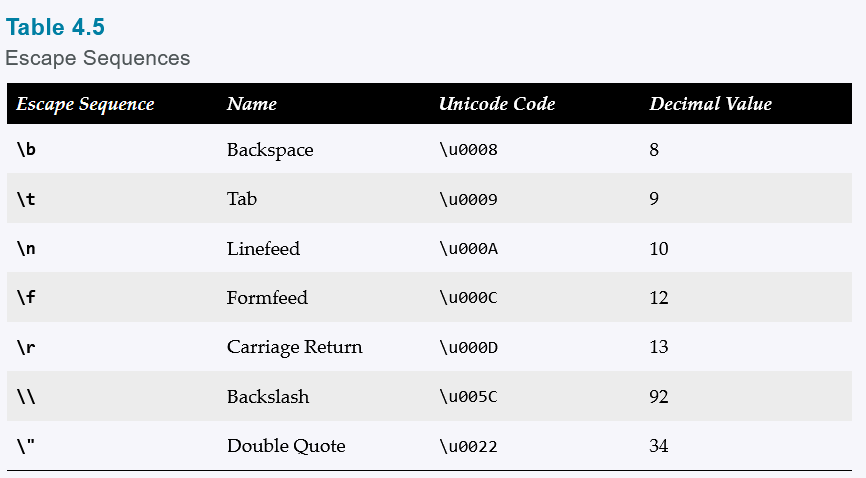 Table 4.5
Escape Sequences
Escape Sequence Name Unicode Code Decimal Value
\b Backspace \u0008 8
\t Tab \u0009 9
\n Linefeed \u000A 10
\f Formfeed \u000C 12
\r Carriage Return \u000D 13
\\ Backslash \u005C 92
\" Double Quote \u0022 34